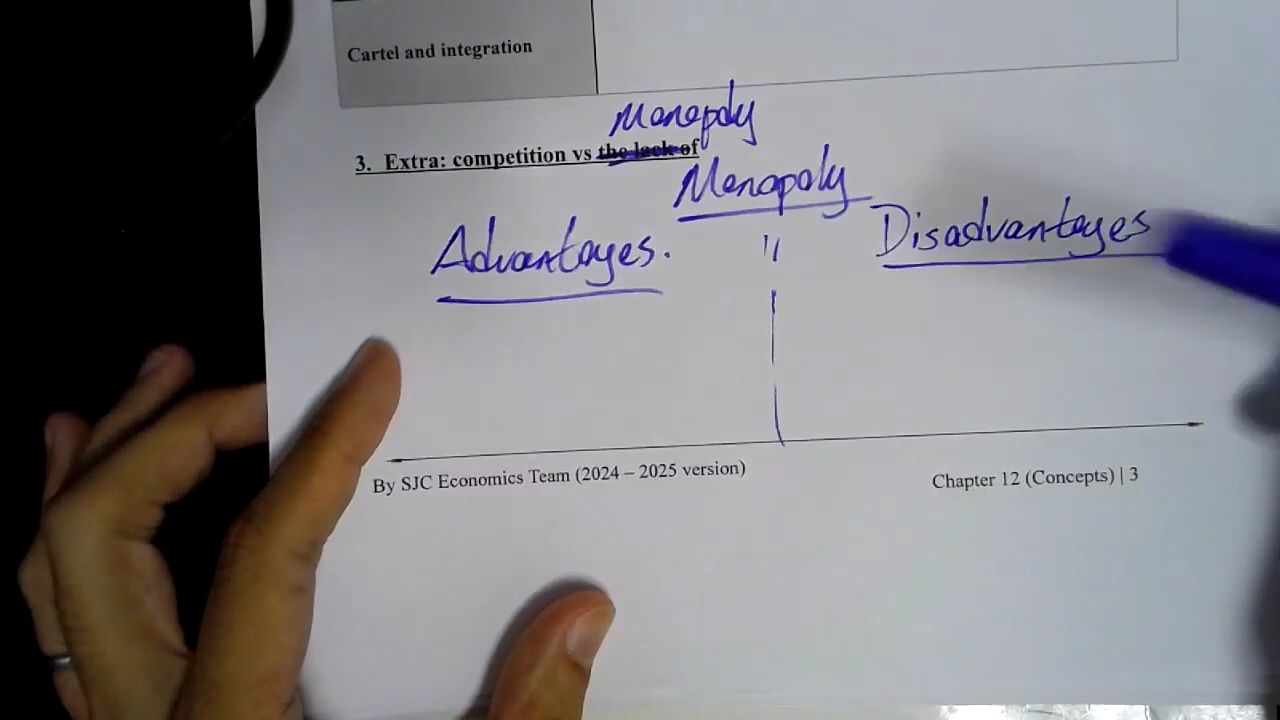 Cartel and integration
Monopoly
3. Extra: competition vs the lack of
Monopoly
Advantages.
Disadvantages
By SJC Economics Team (2024 – 2025 version)
Chapter 12 (Concepts) | 3